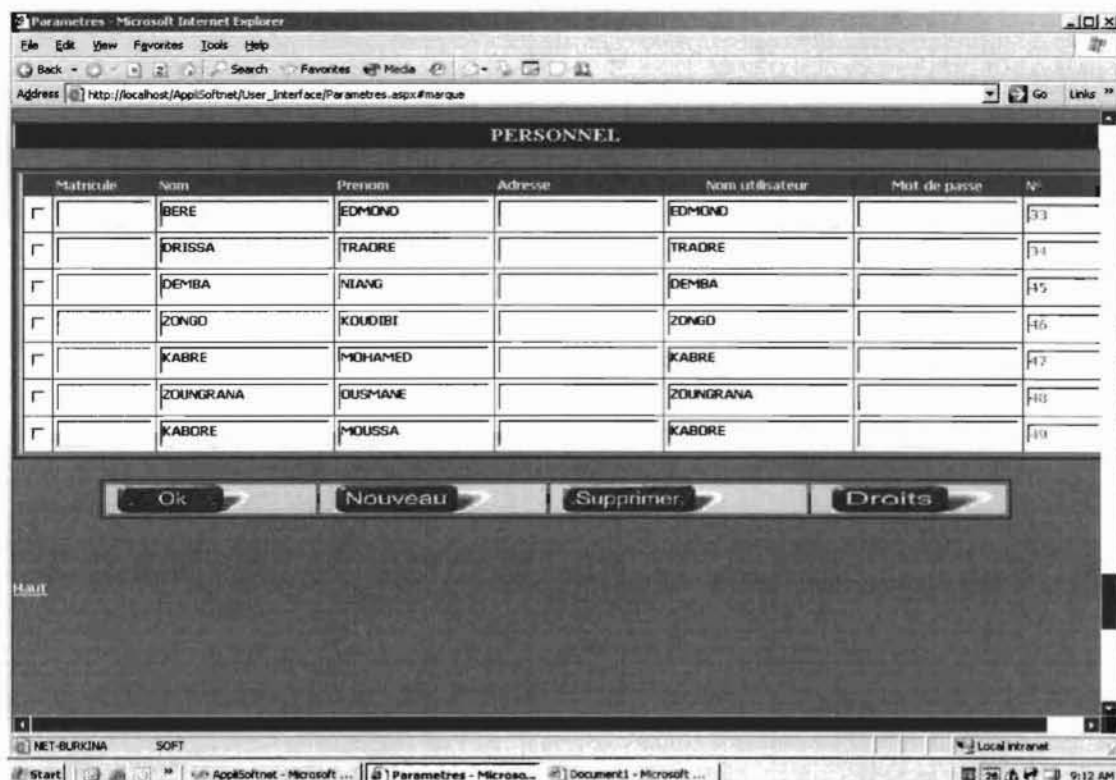 Parametres - Microsoft Internet Explorer
File Edit View Favorites Tools Help
Back Search Favorites Media
Address http://localhost/AppliSoftnet/User_Interface/Parametres.aspx#marque Go Links »
PERSONNEL
Matricule Nom Prenom Adresse Nom utilisateur Mot de passe N°
BERE EDMOND EDMOND 33
DRISSA TRAORE TRAORE 34
DEMBA NIANG DEMBA 45
ZONGO KOUDIBI ZONGO 46
KABRE MOHAMED KABRE 47
ZOUNGRANA OUSMANE ZOUNGRANA 48
KABORE MOUSSA KABORE 49
Ok Nouveau Supprimer Droits
Haut
NET-BURKINA SOFT Local intranet
Start » AppliSoftnet - Microsoft ... Parametres - Microso... Document1 - Microsoft ... 9:12